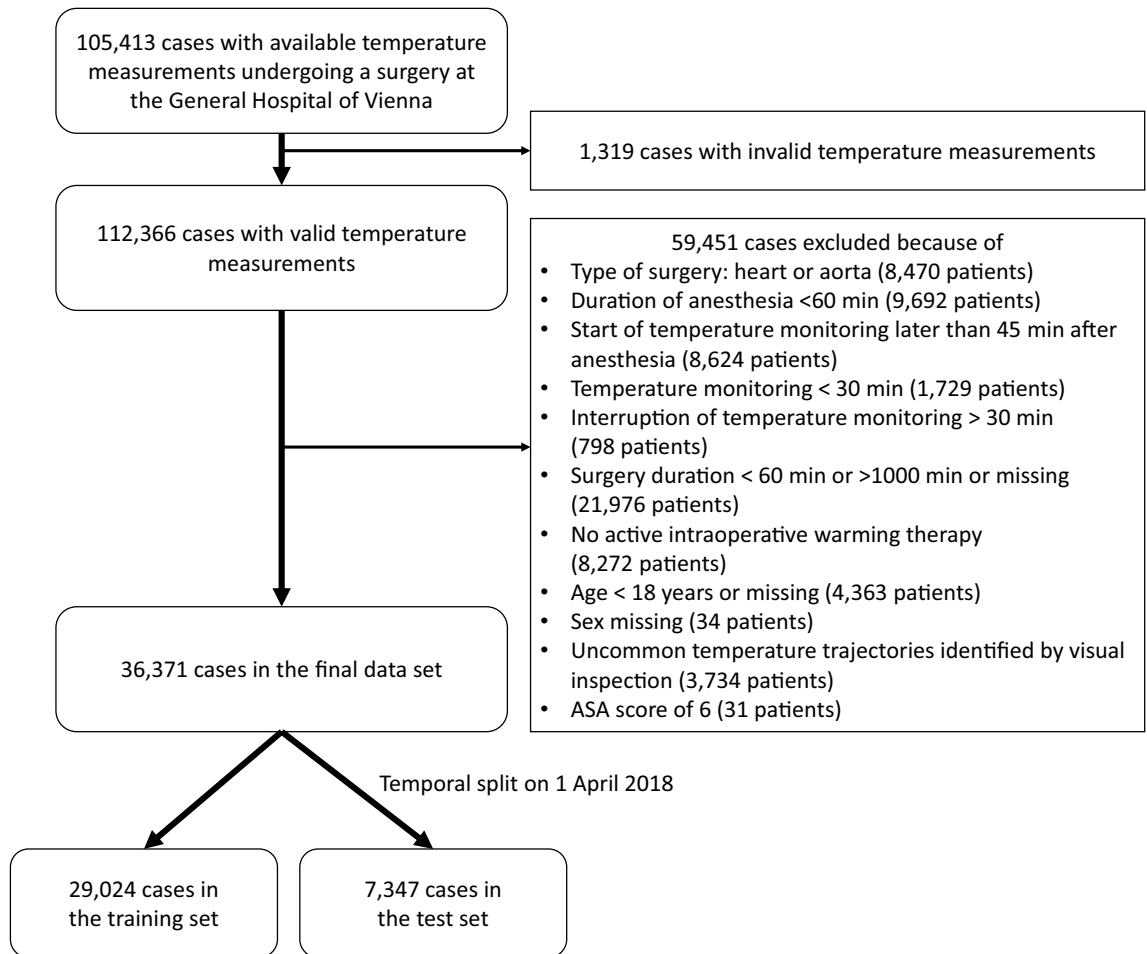 105,413 cases with available temperature
measurements undergoing a surgery at
the General Hospital of Vienna
1,319 cases with invalid temperature measurements
112,366 cases with valid temperature
measurements
59,451 cases excluded because of
• Type of surgery: heart or aorta (8,470 patients)
• Duration of anesthesia <60 min (9,692 patients)
• Start of temperature monitoring later than 45 min after
anesthesia (8,624 patients)
• Temperature monitoring < 30 min (1,729 patients)
• Interruption of temperature monitoring > 30 min
(798 patients)
• Surgery duration < 60 min or >1000 min or missing
(21,976 patients)
• No active intraoperative warming therapy
(8,272 patients)
• Age < 18 years or missing (4,363 patients)
• Sex missing (34 patients)
• Uncommon temperature trajectories identified by visual
inspection (3,734 patients)
• ASA score of 6 (31 patients)
36,371 cases in the final data set
Temporal split on 1 April 2018
29,024 cases in
the training set
7,347 cases in
the test set